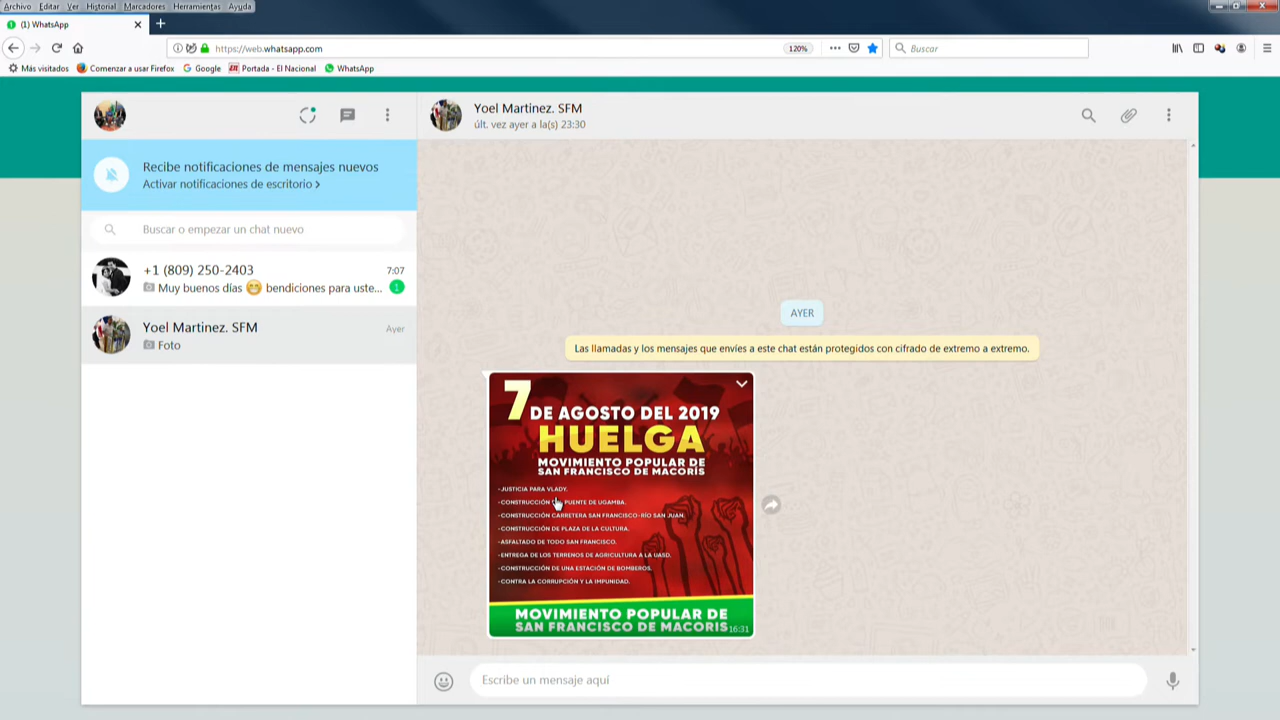 Archivo Editar Ver Historial Marcadores Herramientas Ayuda
(1) WhatsApp
https://web.whatsapp.com
120%
Buscar
Más visitados
Comenzar a usar Firefox
Google
Portada - El Nacional
WhatsApp
Yoel Martinez. SFM
últ. vez ayer a la(s) 23:30
Recibe notificaciones de mensajes nuevos
Activar notificaciones de escritorio >
Buscar o empezar un chat nuevo
+1 (809) 250-2403
7:07
Muy buenos días 😁 bendiciones para uste...
1
Yoel Martinez. SFM
Ayer
Foto
AYER
Las llamadas y los mensajes que envíes a este chat están protegidos con cifrado de extremo a extremo.
7 DE AGOSTO DEL 2019
HUELGA
MOVIMIENTO POPULAR DE
SAN FRANCISCO DE MACORÍS
-JUSTICIA PARA VLADY.
-CONSTRUCCIÓN PUENTE DE UGAMBA.
-CONSTRUCCIÓN CARRETERA SAN FRANCISCO-RÍO SAN JUAN.
-CONSTRUCCIÓN DE PLAZA DE LA CULTURA.
-ASFALTADO DE TODO SAN FRANCISCO.
-ENTREGA DE LOS TERRENOS DE AGRICULTURA A LA UASD.
-CONSTRUCCIÓN DE UNA ESTACIÓN DE BOMBEROS.
-CONTRA LA CORRUPCIÓN Y LA IMPUNIDAD.
MOVIMIENTO POPULAR DE
SAN FRANCISCO DE MACORIS
16:31
Escribe un mensaje aquí